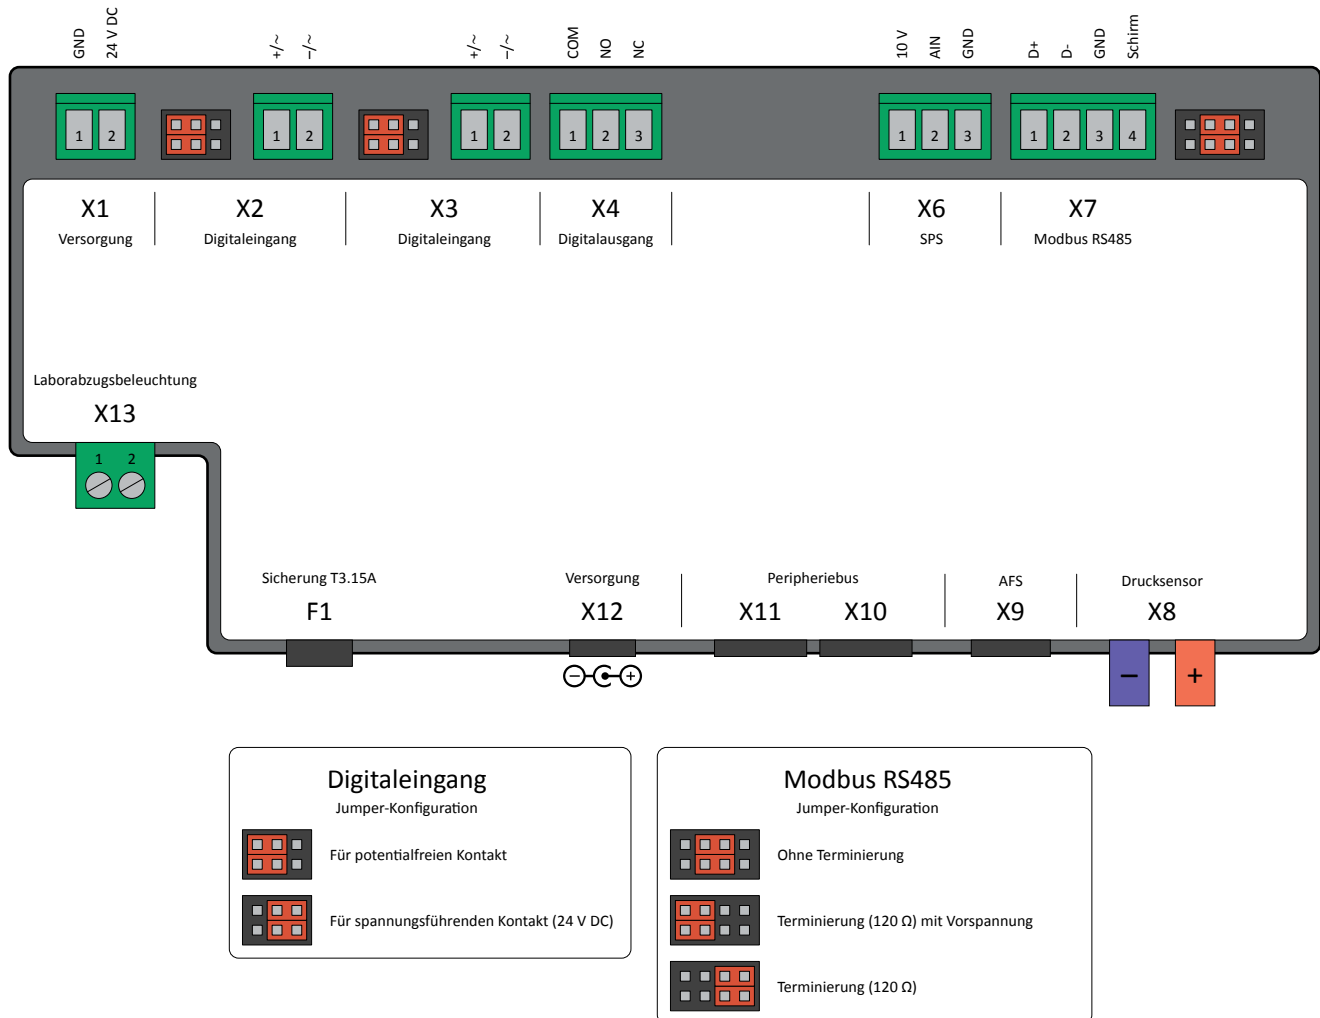 GND
24 V DC
+/~
–/~
+/~
–/~
COM
NO
NC
10 V
AIN
GND
D+
D-
GND
Schirm
1 2
1 2
1 2
1 2 3
1 2 3
1 2 3 4
X1
X2
X3
X4
X6
X7
Versorgung
Digitaleingang
Digitaleingang
Digitalausgang
SPS
Modbus RS485
Laborabzugsbeleuchtung
X13
1 2
Sicherung T3.15A
F1
Versorgung
X12
Peripheriebus
X11 X10
AFS
X9
Drucksensor
X8
– +
– +
Digitaleingang
Jumper-Konfiguration
Für potentialfreien Kontakt
Für spannungsführenden Kontakt (24 V DC)
Modbus RS485
Jumper-Konfiguration
Ohne Terminierung
Terminierung (120 Ω) mit Vorspannung
Terminierung (120 Ω)